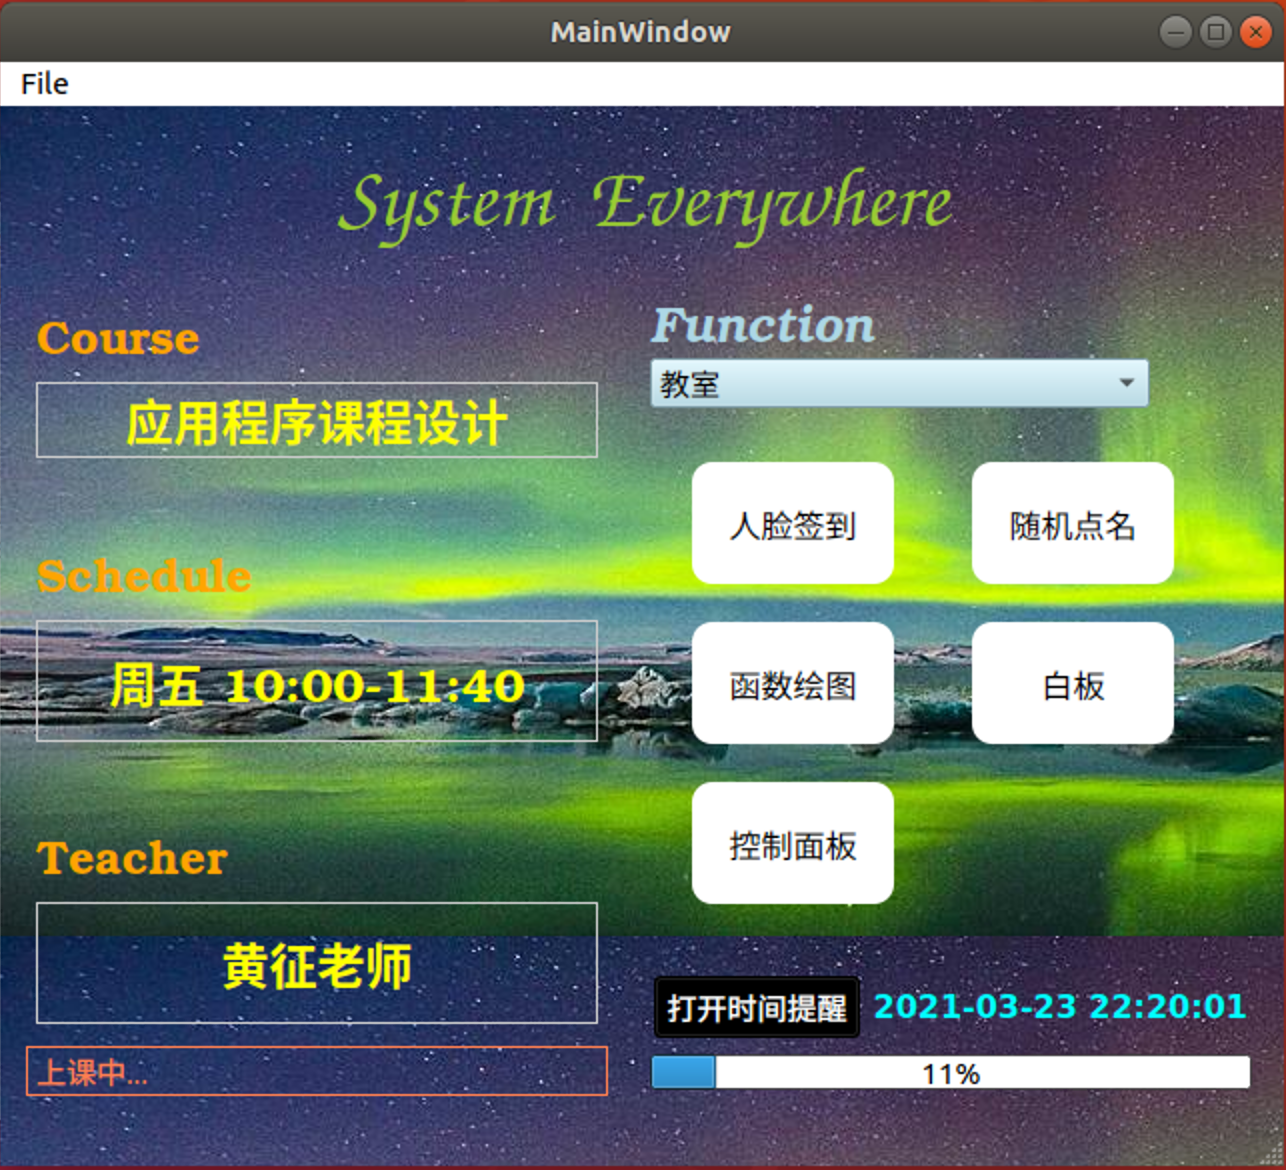 MainWindow
File
System Everywhere
Course
应用程序课程设计
Schedule
周五 10:00-11:40
Teacher
黄征老师
上课中...
Function
教室
人脸签到
随机点名
函数绘图
白板
控制面板
打开时间提醒
2021-03-23 22:20:01
11%